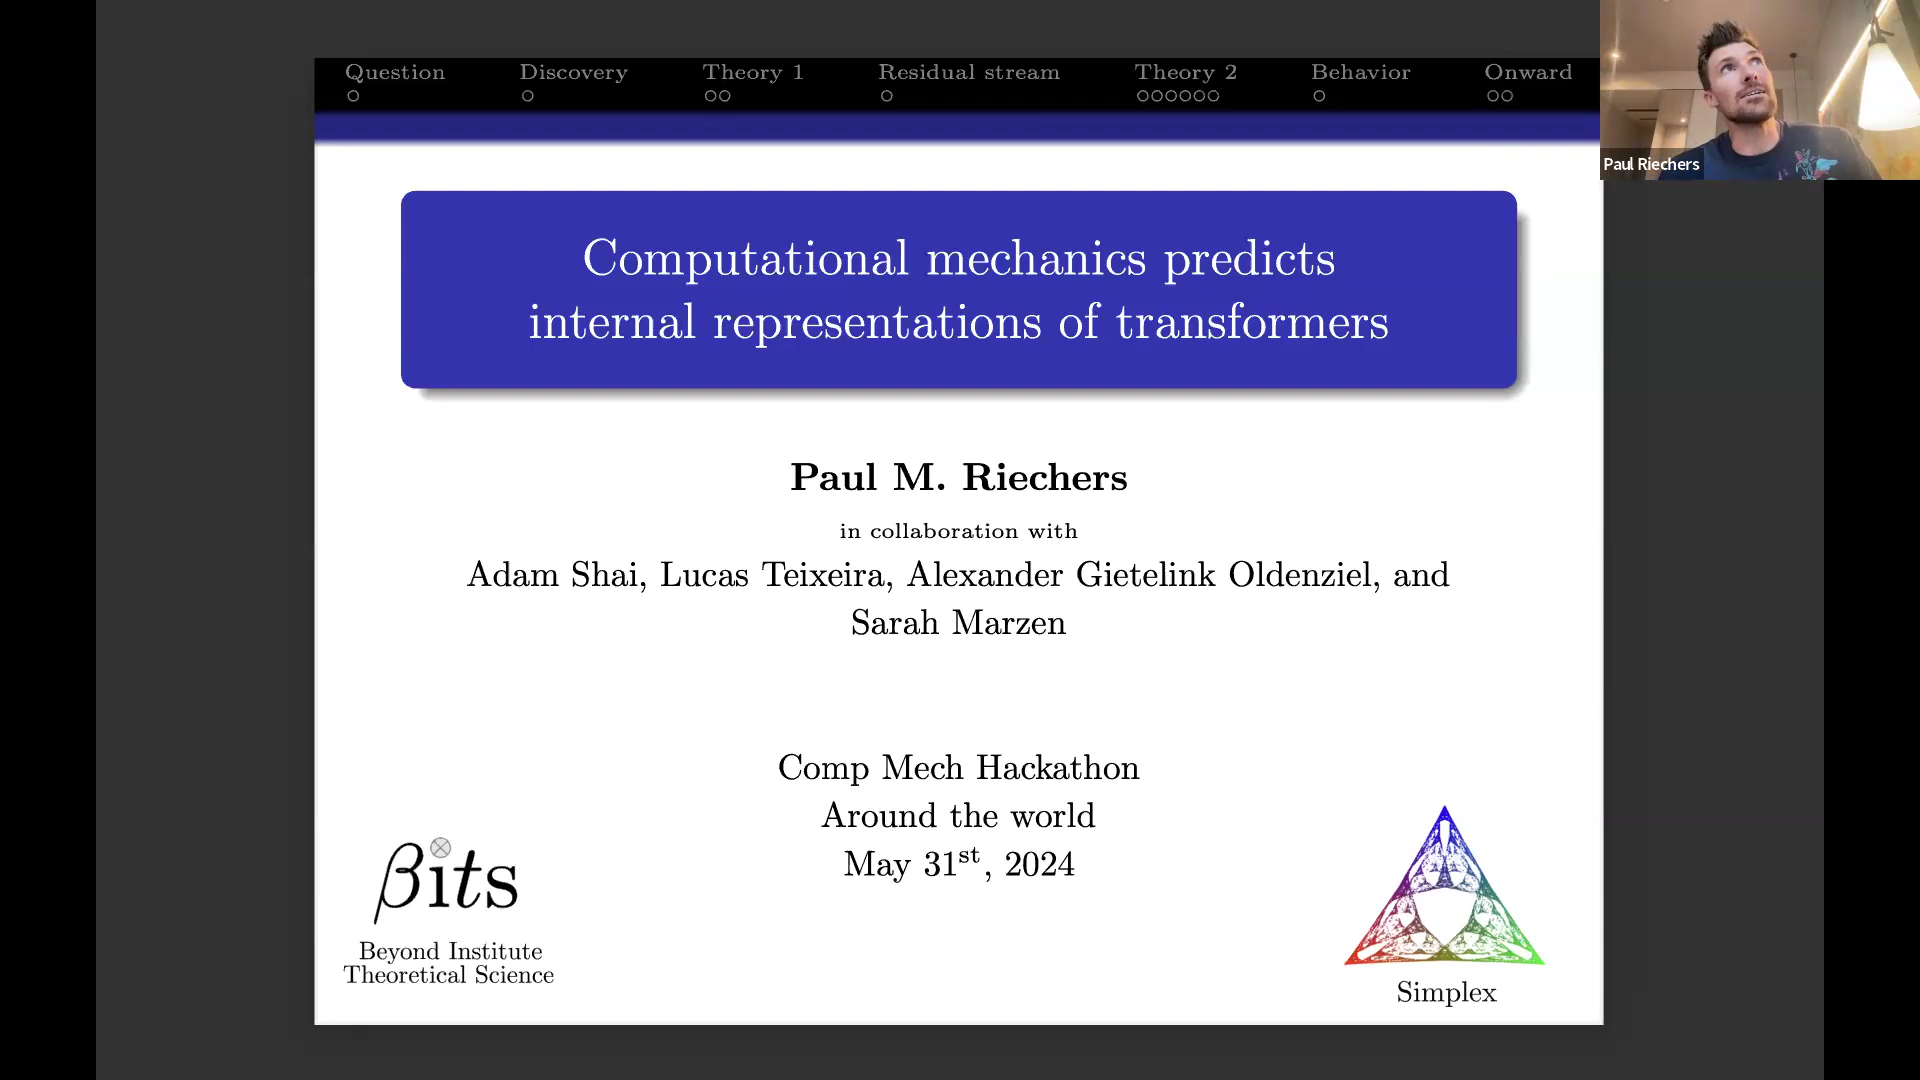 Question
Discovery
Theory 1
Residual stream
Theory 2
Behavior
Onward
Paul Riechers
Computational mechanics predicts
internal representations of transformers
Paul M. Riechers
in collaboration with
Adam Shai, Lucas Teixeira, Alexander Gietelink Oldenziel, and
Sarah Marzen
Comp Mech Hackathon
Around the world
May 31st, 2024
βits
Beyond Institute
Theoretical Science
Simplex